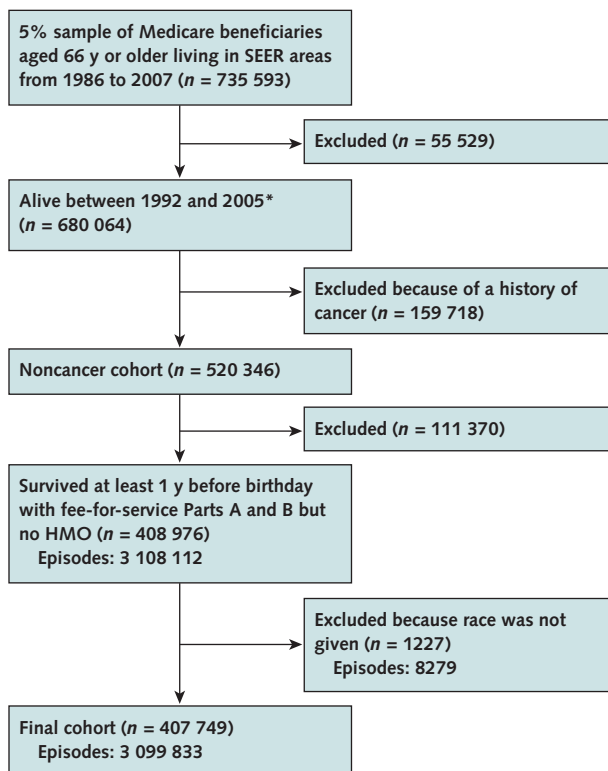 5% sample of Medicare beneficiaries
aged 66 y or older living in SEER areas
from 1986 to 2007 (n = 735 593)
Excluded (n = 55 529)
Alive between 1992 and 2005*
(n = 680 064)
Excluded because of a history of
cancer (n = 159 718)
Noncancer cohort (n = 520 346)
Excluded (n = 111 370)
Survived at least 1 y before birthday
with fee-for-service Parts A and B but
no HMO (n = 408 976)
Episodes: 3 108 112
Excluded because race was not
given (n = 1227)
Episodes: 8279
Final cohort (n = 407 749)
Episodes: 3 099 833